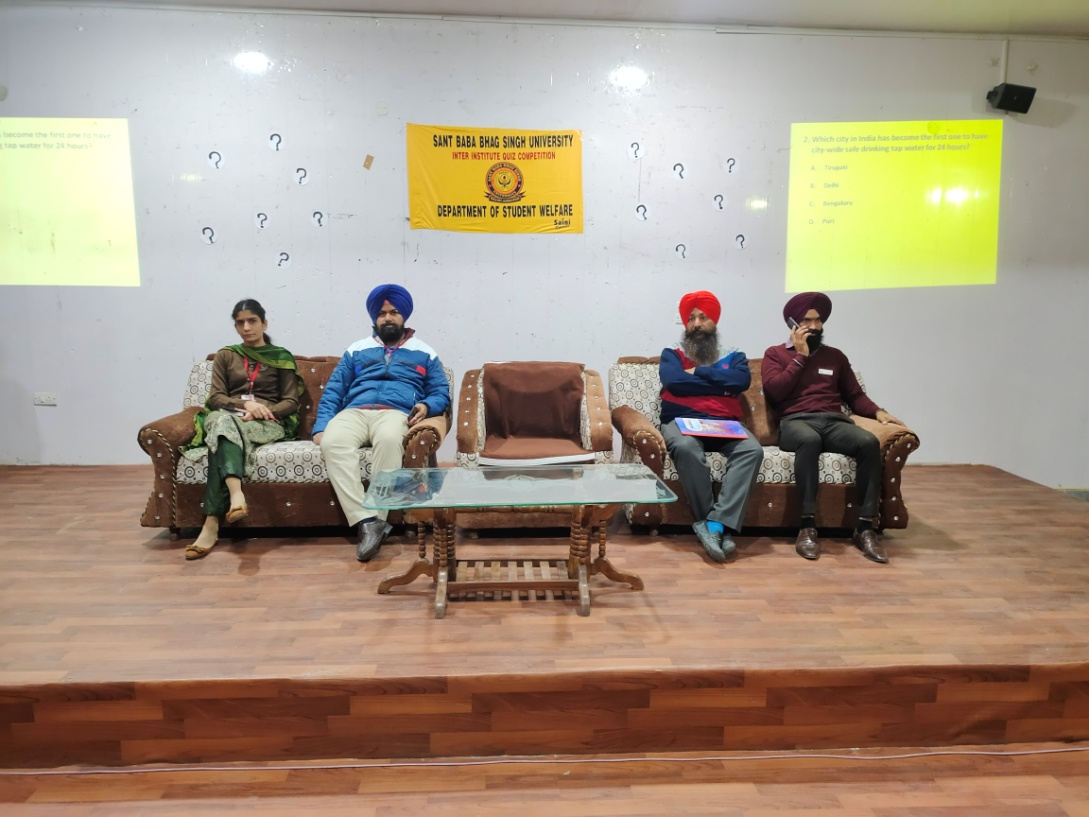 s become the first one to have
g tap water for 24 hours?
?
?
?
?
?
?
?
SANT BABA BHAG SINGH UNIVERSITY
INTER INSTITUTE QUIZ COMPETITION
DEPARTMENT OF STUDENT WELFARE
Saini
?
?
?
?
?
?
?
2. Which city in India has become the first one to have
city-wide safe drinking tap water for 24 hours?
A. Tirupati
B. Delhi
C. Bengaluru
D. Puri